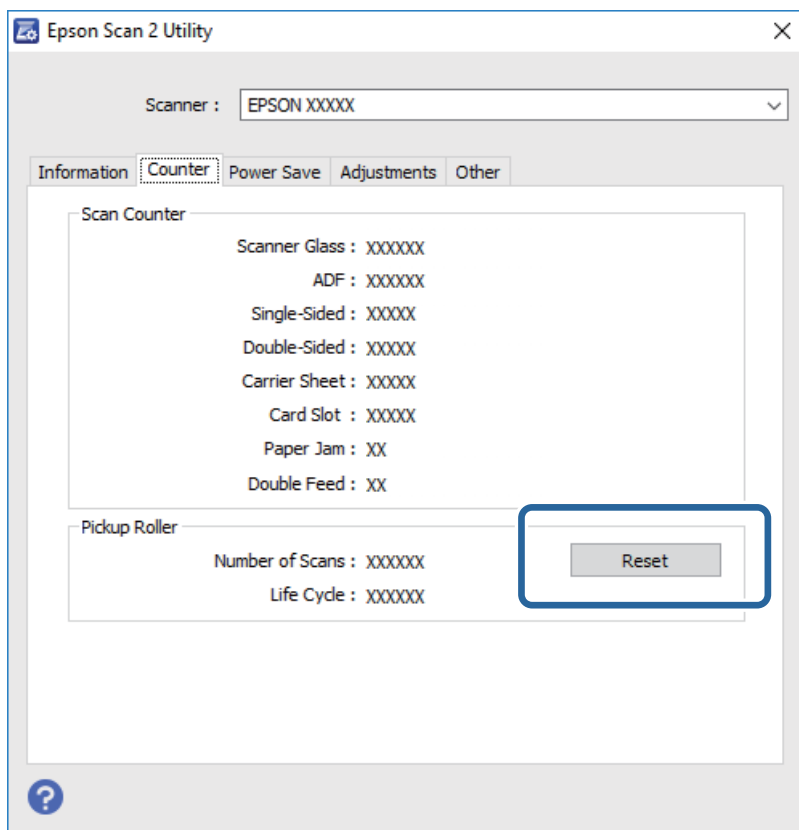 Epson Scan 2 Utility
Scanner : EPSON XXXXX
Information Counter Power Save Adjustments Other
Scan Counter
Scanner Glass : XXXXXX
ADF : XXXXXX
Single-Sided : XXXXX
Double-Sided : XXXXX
Carrier Sheet : XXXXX
Card Slot : XXXXX
Paper Jam : XX
Double Feed : XX
Pickup Roller
Number of Scans : XXXXXX Reset
Life Cycle : XXXXXX
?